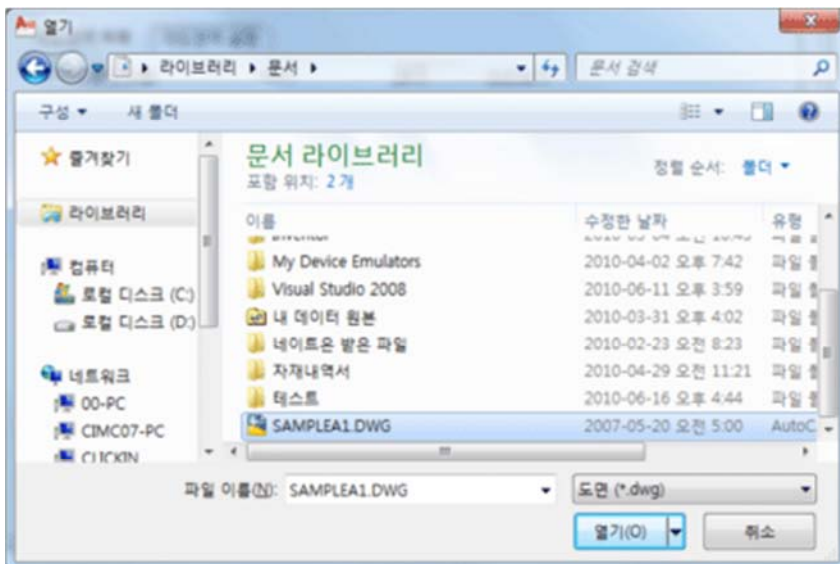 열기
라이브러리 ▸ 문서 ▸
문서 검색
구성 새 폴더
즐겨찾기
라이브러리
컴퓨터
로컬 디스크 (C:)
로컬 디스크 (D:)
네트워크
00-PC
CIMC07-PC
CLICKIN
문서 라이브러리
포함 위치: 2개
정렬 순서: 폴더
이름 수정한 날짜 유형
My Device Emulators 2010-04-02 오후 7:42 파일
Visual Studio 2008 2010-06-11 오후 3:59 파일
내 데이터 원본 2010-03-31 오후 4:02 파일
네이트온 받은 파일 2010-02-23 오전 8:23 파일
자재내역서 2010-04-29 오전 11:21 파일
테스트 2010-06-16 오후 4:44 파일
SAMPLEA1.DWG 2007-05-20 오전 5:00 AutoC
파일 이름(N): SAMPLEA1.DWG 도면 (*.dwg)
열기(O) 취소